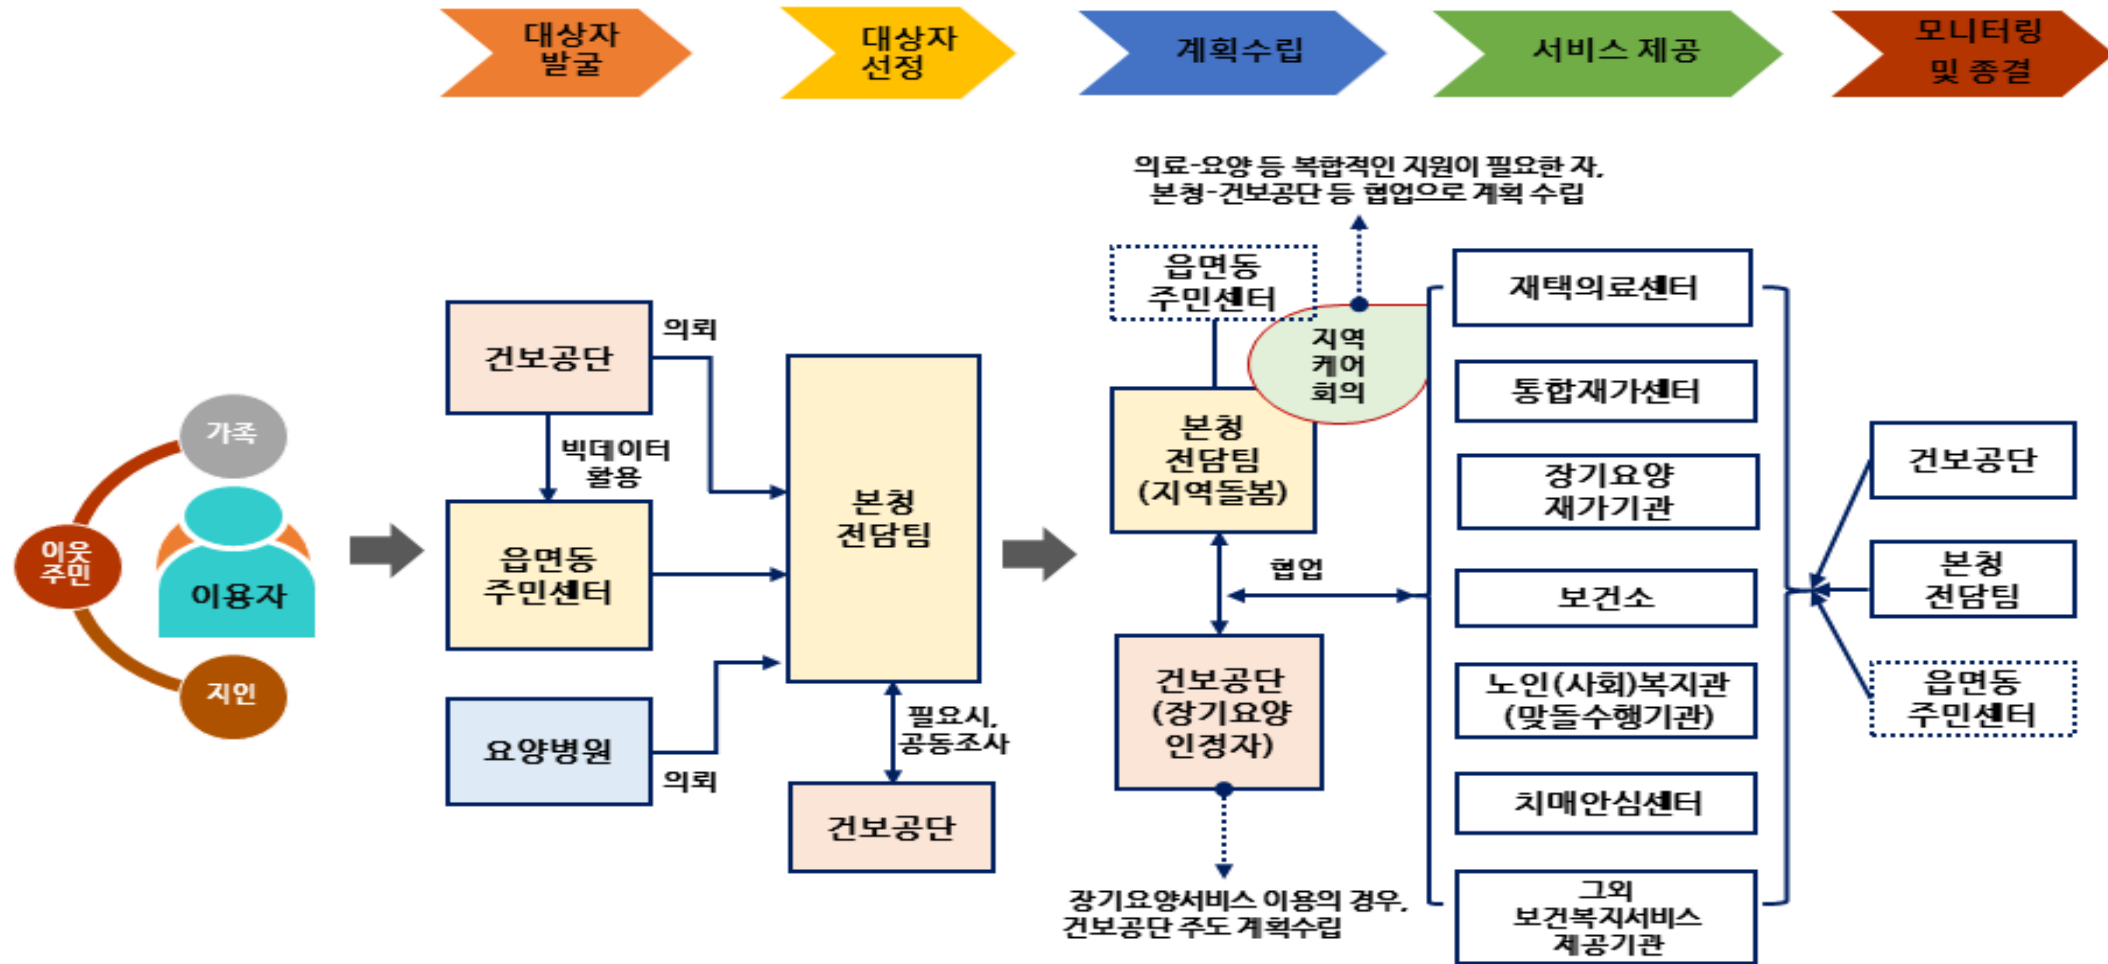 대상자
발굴
대상자
선정
계획수립
서비스 제공
모니터링
및 종결
가족
이웃
주민
이용자
지인
건보공단
의뢰
빅데이터
활용
읍면동
주민센터
요양병원
의뢰
본청
전담팀
필요시,
공동조사
건보공단
의료-요양 등 복합적인 지원이 필요한 자,
본청-건보공단 등 협업으로 계획 수립
읍면동
주민센터
지역
케어
회의
본청
전담팀
(지역돌봄)
협업
건보공단
(장기요양
인정자)
장기요양서비스 이용의 경우,
건보공단 주도 계획수립
재택의료센터
통합재가센터
장기요양
재가기관
보건소
노인(사회)복지관
(맞돌수행기관)
치매안심센터
그외
보건복지서비스
제공기관
건보공단
본청
전담팀
읍면동
주민센터